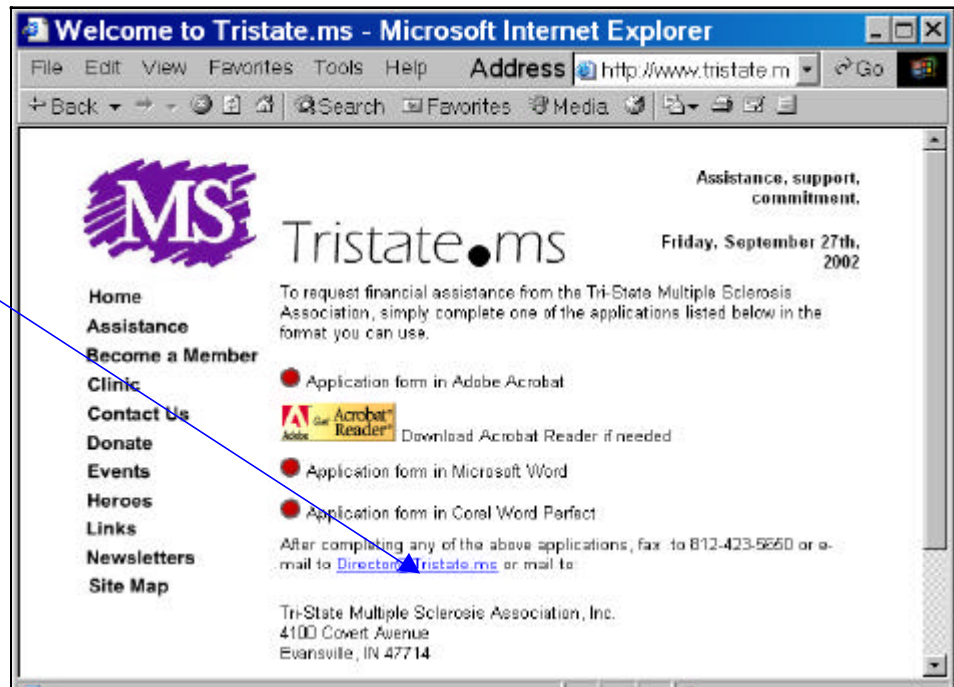 Welcome to Tristate.ms - Microsoft Internet Explorer
File Edit View Favorites Tools Help Address http://www.tristate.m Go
Back Search Favorites Media
MS
Tristate.ms
Assistance, support,
commitment.
Friday, September 27th,
2002
Home
Assistance
Become a Member
Clinic
Contact Us
Donate
Events
Heroes
Links
Newsletters
Site Map
To request financial assistance from the Tri-State Multiple Sclerosis
Association, simply complete one of the applications listed below in the
format you can use.
Application form in Adobe Acrobat
Adobe Get Acrobat® Reader® Download Acrobat Reader if needed
Application form in Microsoft Word
Application form in Corel Word Perfect
After completing any of the above applications, fax to 812-423-5650 or e-
mail to Director@Tristate.ms or mail to:
Tri-State Multiple Sclerosis Association, Inc.
4100 Covert Avenue
Evansville, IN 47714